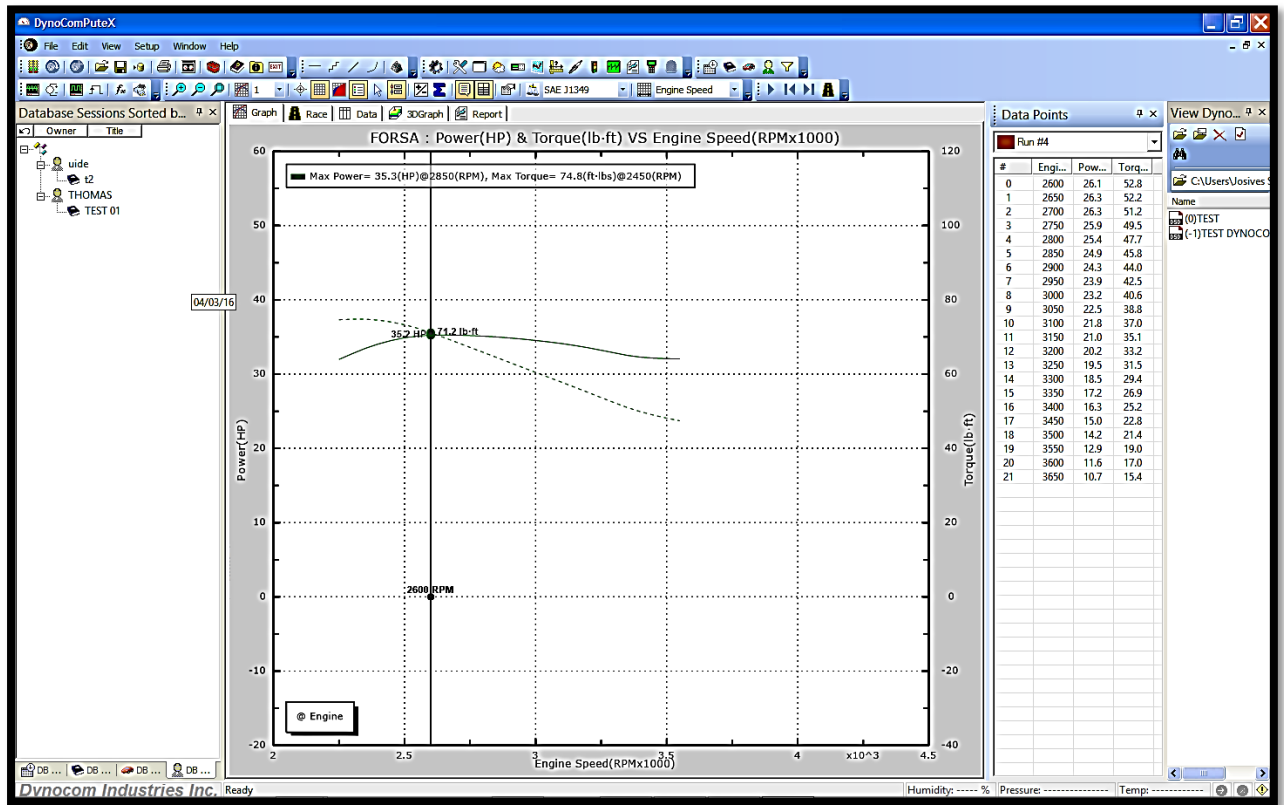 DynoComPuteX
File Edit View Setup Window Help
1 SAE J1349 Engine Speed
Database Sessions Sorted b...
Owner Title
uide
t2
THOMAS
TEST 01
04/03/16
DB ... DB ... DB ... DB ...
Graph Race Data 3DGraph Report
FORSA : Power(HP) & Torque(lb·ft) VS Engine Speed(RPMx1000)
Max Power= 35.3(HP)@2850(RPM), Max Torque= 74.8(ft·lbs)@2450(RPM)
60 120
50 100
40 80
35.2 HP 71.2 lb·ft
30 60
Power(HP)
Torque(lb·ft)
20 40
10 20
2600 RPM
0 0
-10 -20
@ Engine
-20 -40
2 2.5 3 3.5 4 x10^3 4.5
Engine Speed(RPMx1000)
Data Points
Run #4
# Engi... Pow... Torq...
0 2600 26.1 52.8
1 2650 26.3 52.2
2 2700 26.3 51.2
3 2750 25.9 49.5
4 2800 25.4 47.7
5 2850 24.9 45.8
6 2900 24.3 44.0
7 2950 23.9 42.5
8 3000 23.2 40.6
9 3050 22.5 38.8
10 3100 21.8 37.0
11 3150 21.0 35.1
12 3200 20.2 33.2
13 3250 19.5 31.5
14 3300 18.5 29.4
15 3350 17.2 26.9
16 3400 16.3 25.2
17 3450 15.0 22.8
18 3500 14.2 21.4
19 3550 12.9 19.0
20 3600 11.6 17.0
21 3650 10.7 15.4
View Dyno...
C:\Users\Josives S
Name
(0)TEST
(-1)TEST DYNOCO
Dynocom Industries Inc. Ready Humidity: ----- % Pressure: --------------- Temp: ------------